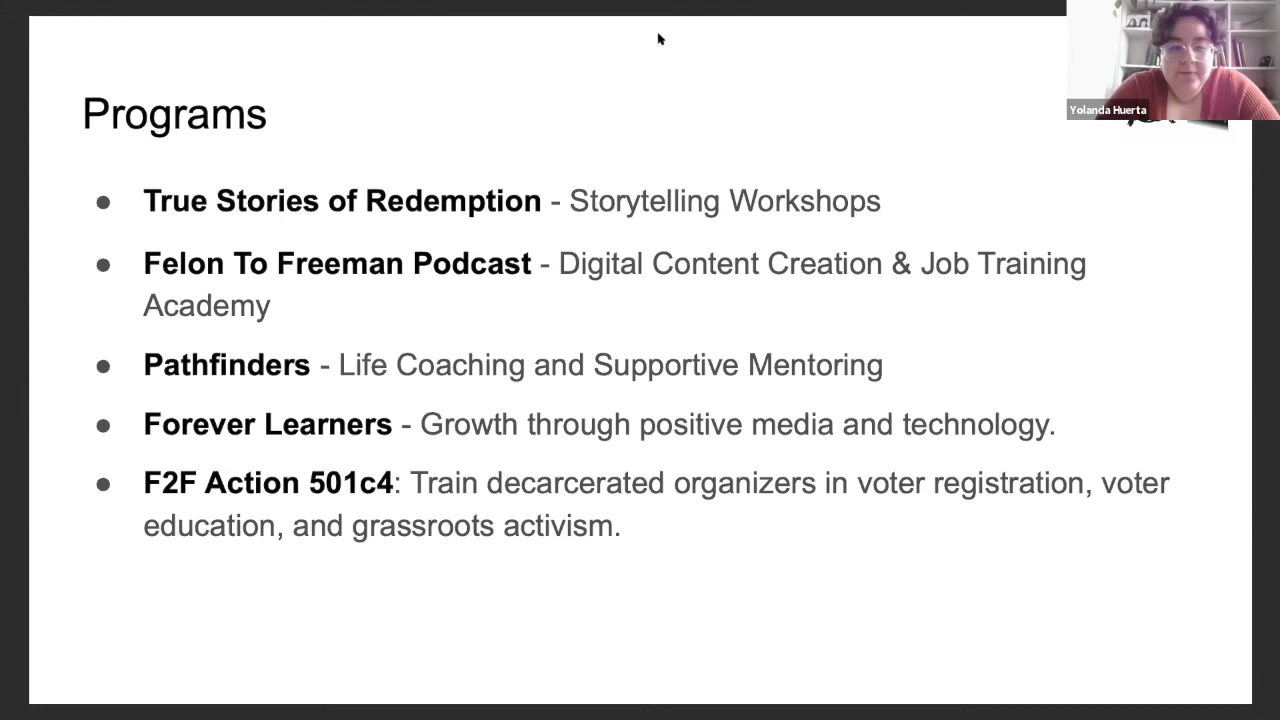 Programs
Yolanda Huerta
● True Stories of Redemption - Storytelling Workshops
● Felon To Freeman Podcast - Digital Content Creation & Job Training
Academy
● Pathfinders - Life Coaching and Supportive Mentoring
● Forever Learners - Growth through positive media and technology.
● F2F Action 501c4: Train decarcerated organizers in voter registration, voter
education, and grassroots activism.